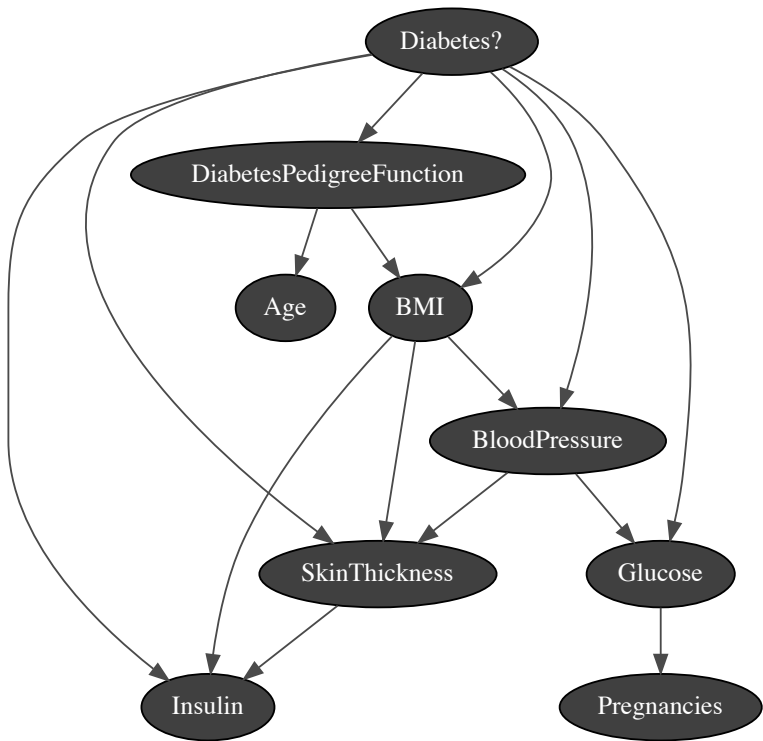 Diabetes?
DiabetesPedigreeFunction
Age
BMI
BloodPressure
SkinThickness
Glucose
Insulin
Pregnancies